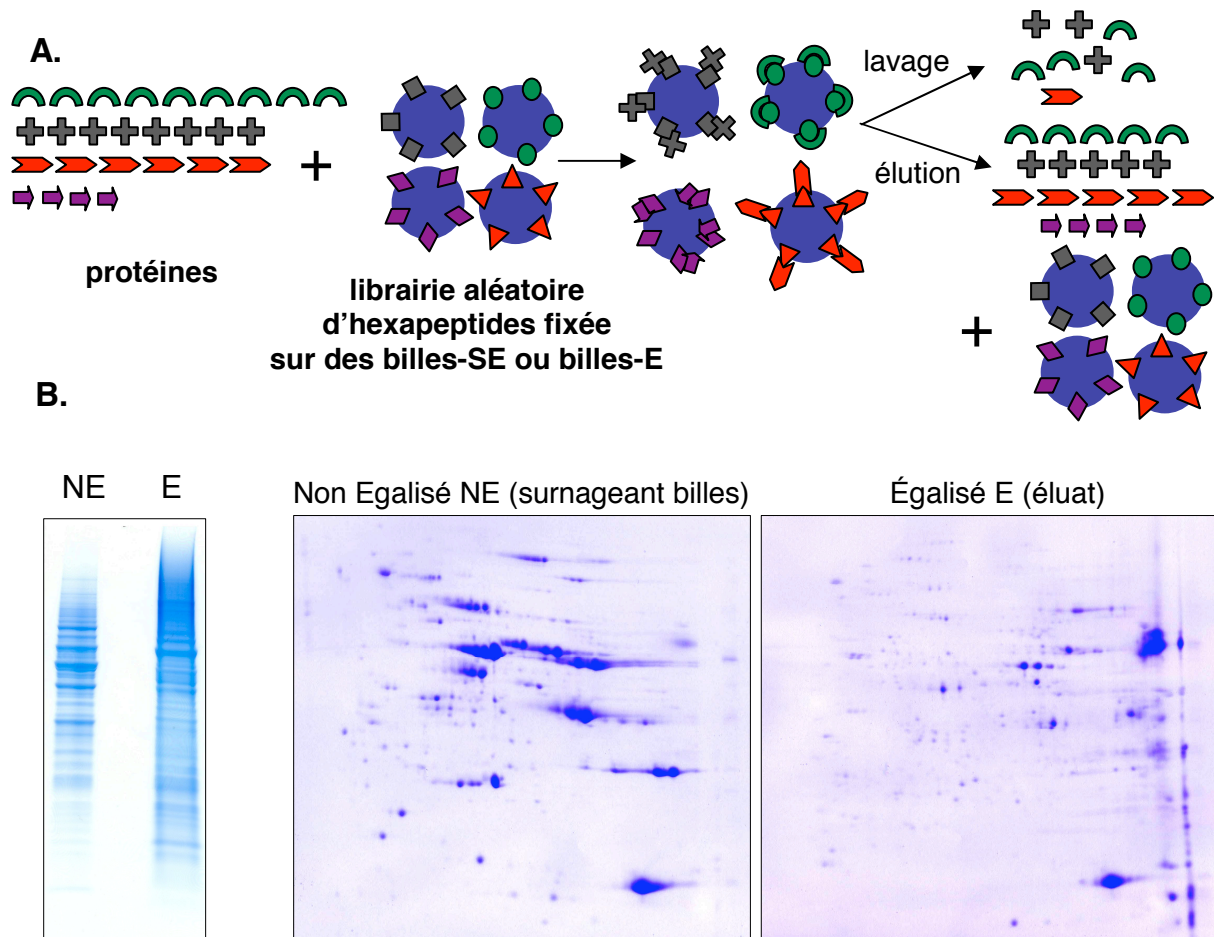 A.
lavage
élution
+
protéines
librairie aléatoire
d'hexapeptides fixée
sur des billes-SE ou billes-E
+
B.
NE E
Non Egalisé NE (surnageant billes)
Égalisé E (éluat)